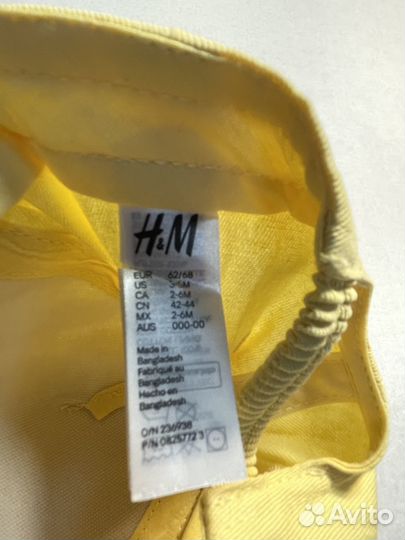 H&M
EUR 62/68
US 3-6M
CA 2-6M
CN 42-44
MX 2-6M
AUS 000-00
Made in
Bangladesh
Fabriqué au
Bangladesh
Hecho en
Bangladesh
O/N 236938
P/N 0825772 3
Avito